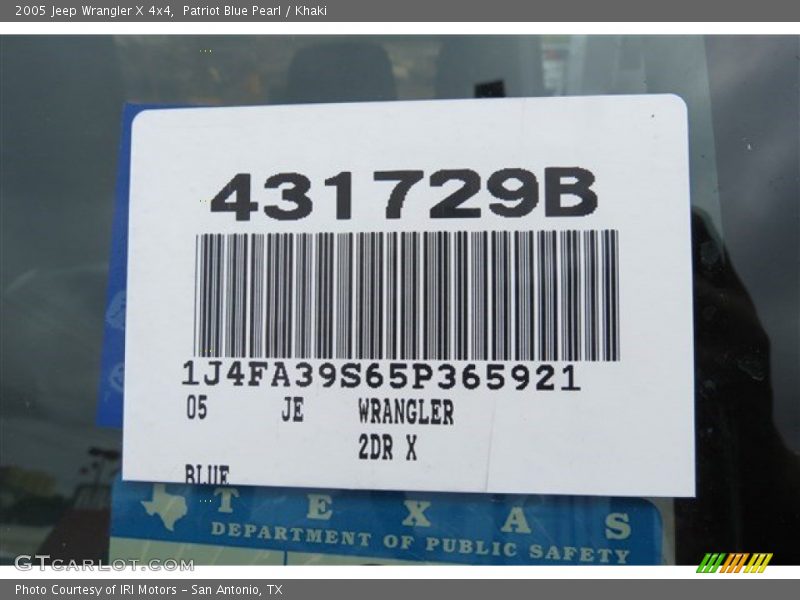 2005 Jeep Wrangler X 4x4, Patriot Blue Pearl / Khaki
431729B
1J4FA39S65P365921
05 JE WRANGLER
2DR X
BLUE
TEXAS
DEPARTMENT OF PUBLIC SAFETY
GTcarlot.com
Photo Courtesy of IRI Motors - San Antonio, TX